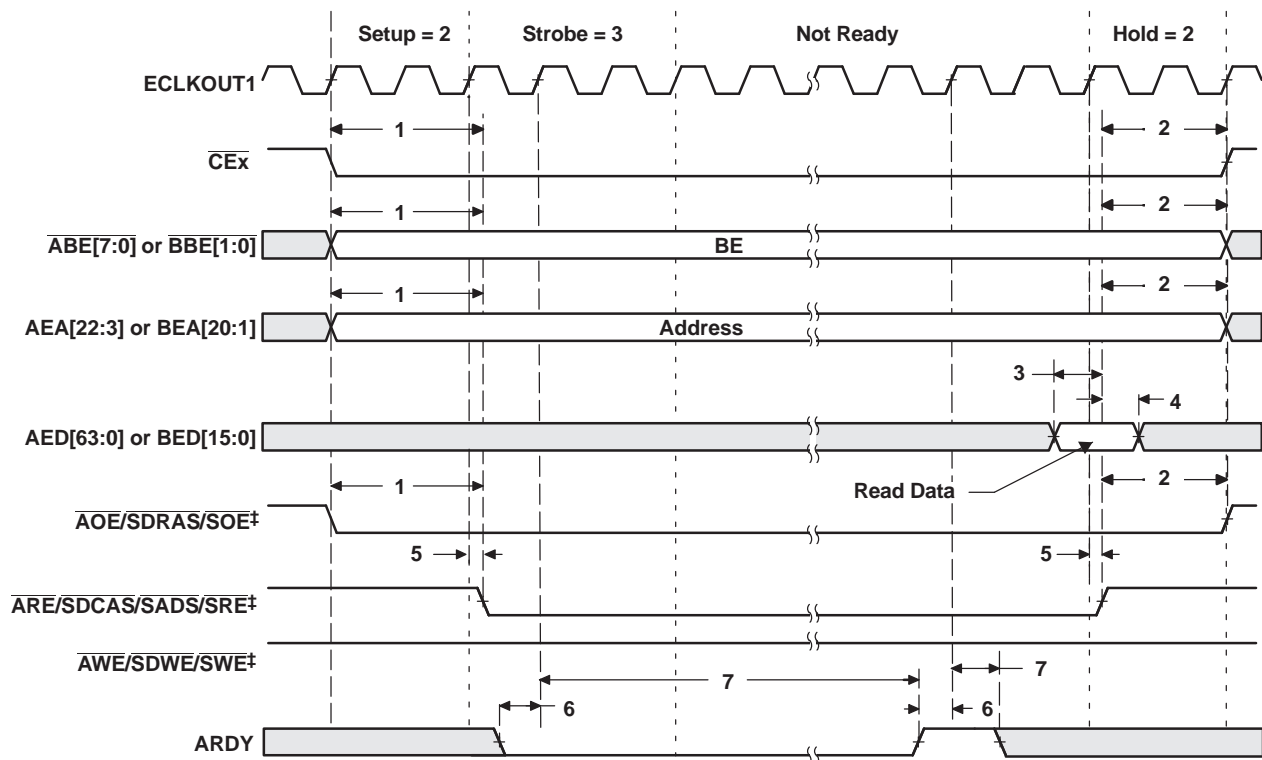 Setup = 2 Strobe = 3 Not Ready Hold = 2
ECLKOUT1
1 2
CEx
1 2
ABE[7:0] or BBE[1:0] BE
1 2
AEA[22:3] or BEA[20:1] Address
3
4
AED[63:0] or BED[15:0]
1 Read Data 2
AOE/SDRAS/SOE‡
5 5
ARE/SDCAS/SADS/SRE‡
AWE/SDWE/SWE‡
7 7
6 6
ARDY